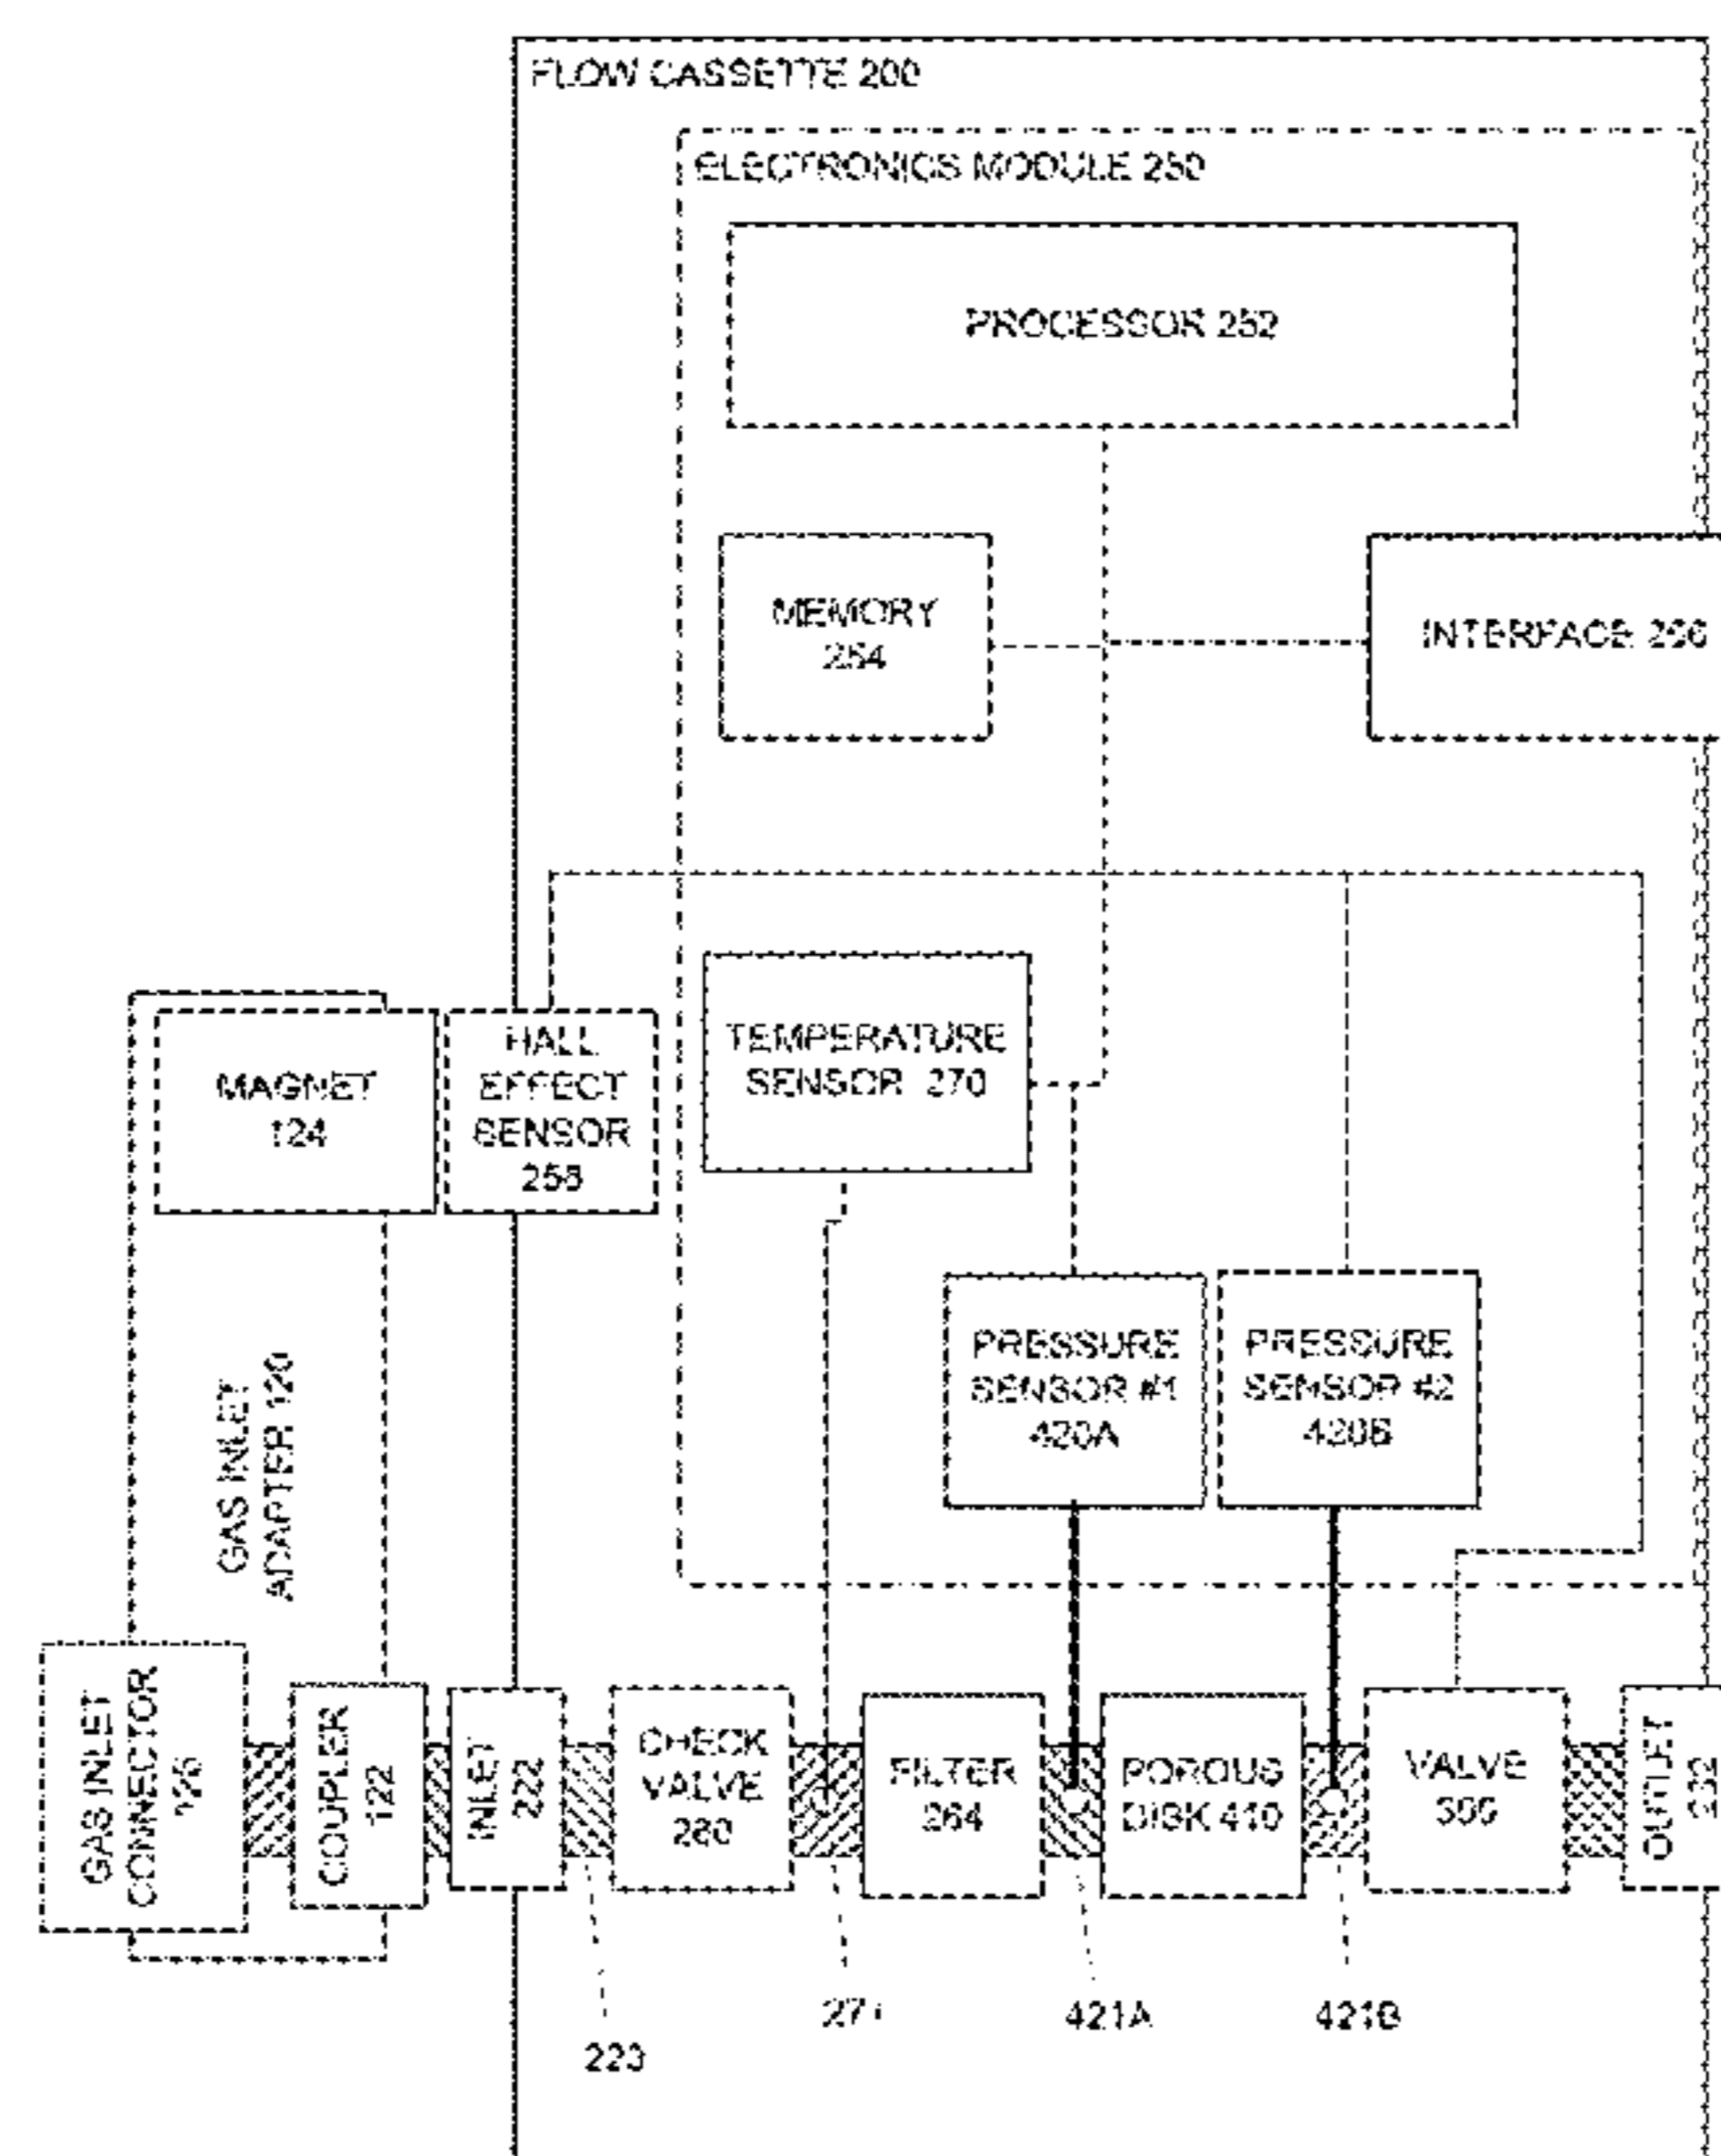 FLOW CASSETTE 200
ELECTRONICS MODULE 250
PROCESSOR 252
MEMORY
254
INTERFACE 256
HALL
EFFECT
SENSOR
258
MAGNET
124
TEMPERATURE
SENSOR 270
PRESSURE
SENSOR #1
420A
PRESSURE
SENSOR #2
420B
GAS INLET
ADAPTER 120
GAS INLET
CONNECTOR
126
COUPLER
122
INLET
222
CHECK
VALVE
260
FILTER
264
POROUS
DISK 410
VALVE
OUTLET
232
223
271
421A
421B